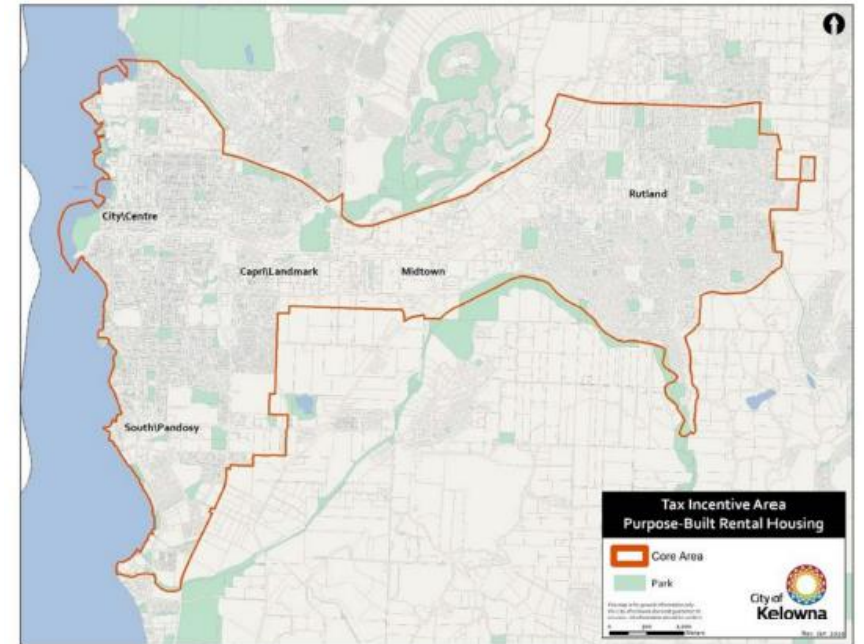 City\Centre
Rutland
Capri\Landmark
Midtown
South\Pandosy
Tax Incentive Area
Purpose-Built Rental Housing
Core Area
Park
City of
Kelowna